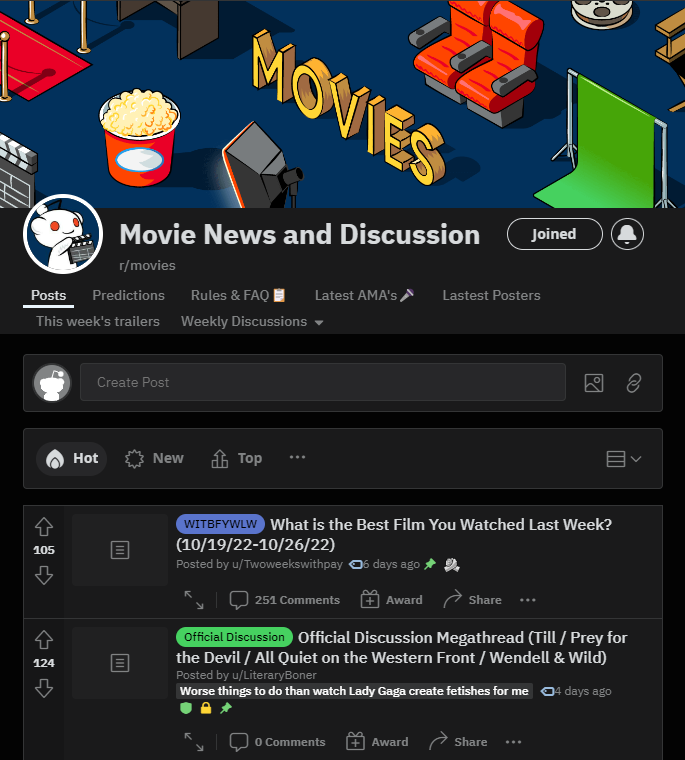 MOVIES
Movie News and Discussion
Joined
r/movies
Posts
Predictions
Rules & FAQ
Latest AMA's
Lastest Posters
This week's trailers
Weekly Discussions
Create Post
Hot
New
Top
WITBFYWLW What is the Best Film You Watched Last Week?
(10/19/22-10/26/22)
105
Posted by u/Twoweekswithpay 6 days ago
251 Comments
Award
Share
Official Discussion Official Discussion Megathread (Till / Prey for
the Devil / All Quiet on the Western Front / Wendell & Wild)
124
Posted by u/LiteraryBoner
Worse things to do than watch Lady Gaga create fetishes for me 4 days ago
0 Comments
Award
Share